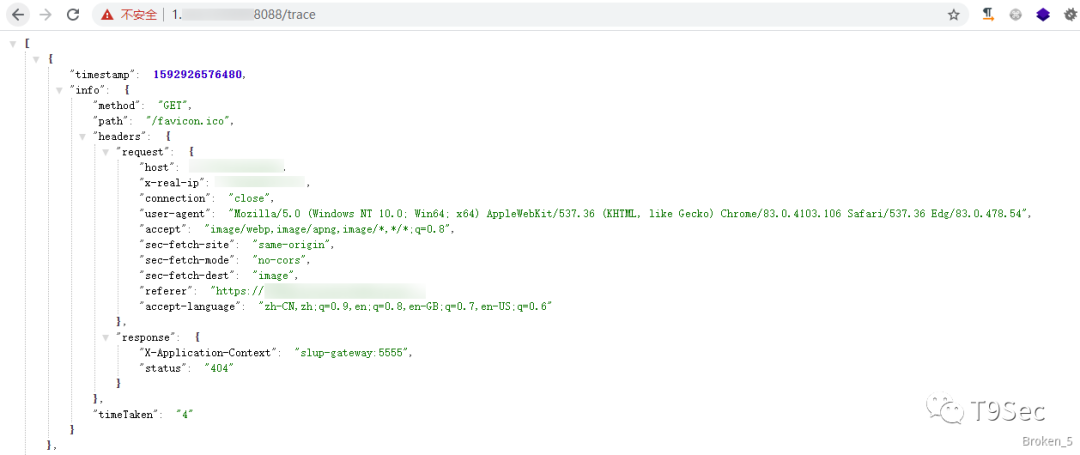 不安全 1. 8088/trace
[
{
"timestamp": 1592926576480,
"info": {
"method": "GET",
"path": "/favicon.ico",
"headers": {
"request": {
"host": ,
"x-real-ip": ,
"connection": "close",
"user-agent": "Mozilla/5.0 (Windows NT 10.0; Win64; x64) AppleWebKit/537.36 (KHTML, like Gecko) Chrome/83.0.4103.106 Safari/537.36 Edg/83.0.478.54",
"accept": "image/webp,image/apng,image/*,*/*;q=0.8",
"sec-fetch-site": "same-origin",
"sec-fetch-mode": "no-cors",
"sec-fetch-dest": "image",
"referer": "https://
"accept-language": "zh-CN,zh;q=0.9,en;q=0.8,en-GB;q=0.7,en-US;q=0.6"
},
"response": {
"X-Application-Context": "slup-gateway:5555",
"status": "404"
}
},
"timeTaken": "4"
}
},
T9Sec
Broken_5